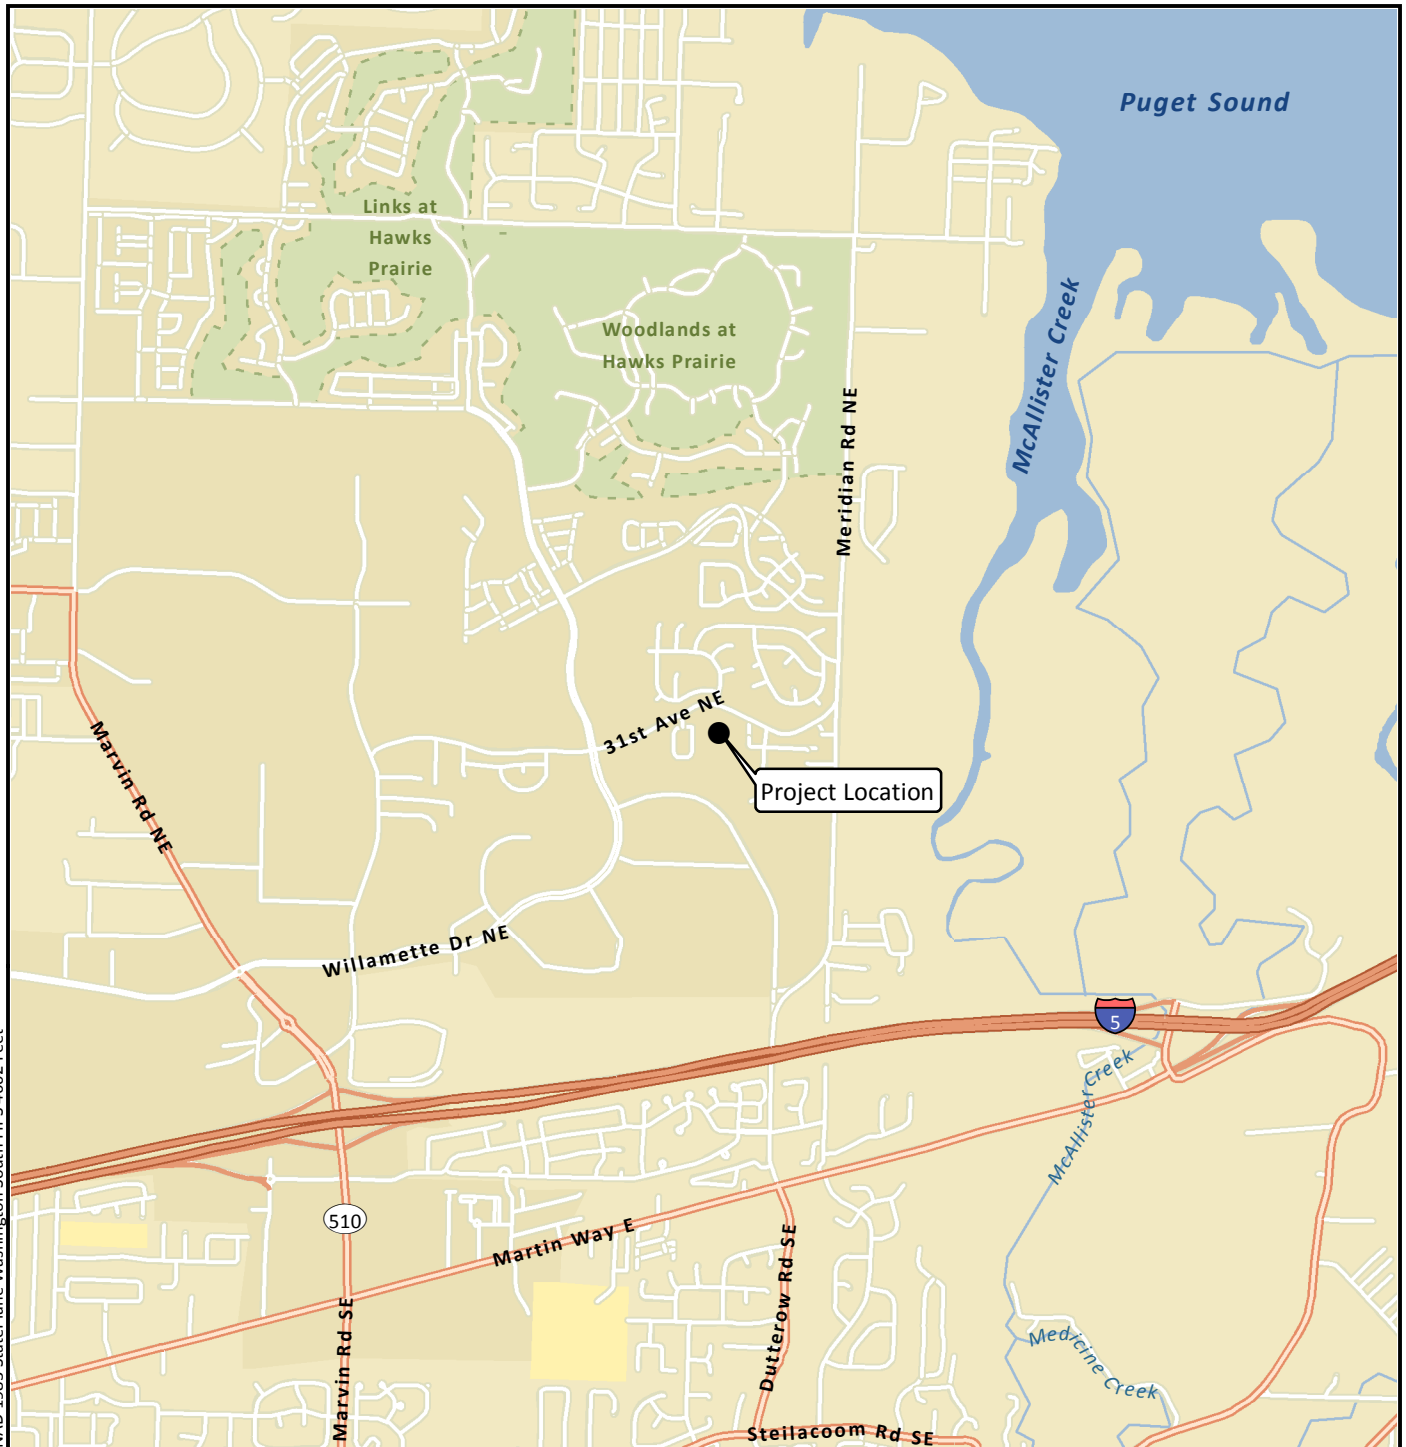 Puget Sound
Links at
Hawks
Prairie
Woodlands at
Hawks Prairie
McAllister Creek
Meridian Rd NE
31st Ave NE
Project Location
Marvin Rd NE
Willamette Dr NE
5
McAllister Creek
510
Martin Way E
Dutterow Rd SE
Marvin Rd SE
Medicine Creek
Steilacoom Rd SE